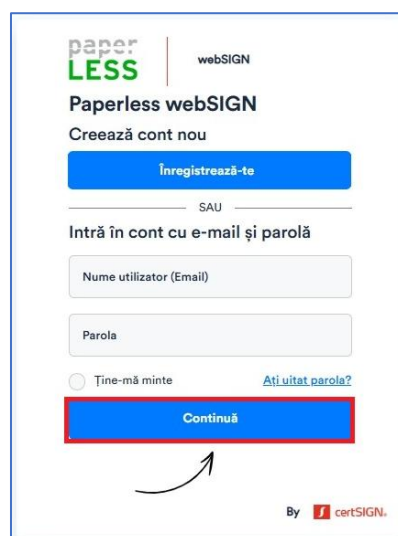 paper
LESS
webSIGN
Paperless webSIGN
Creează cont nou
Înregistrează-te
SAU
Intră în cont cu e-mail și parolă
Nume utilizator (Email)
Parola
Ține-mă minte
Ați uitat parola?
Continuă
By certSIGN.